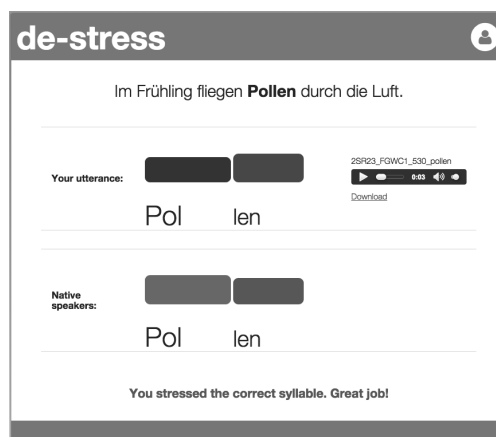 de-stress
Im Frühling fliegen Pollen durch die Luft.
Your utterance:
Pol len
2SR23_FGWC1_530_pollen
0:03
Download
Native
speakers:
Pol len
You stressed the correct syllable. Great job!